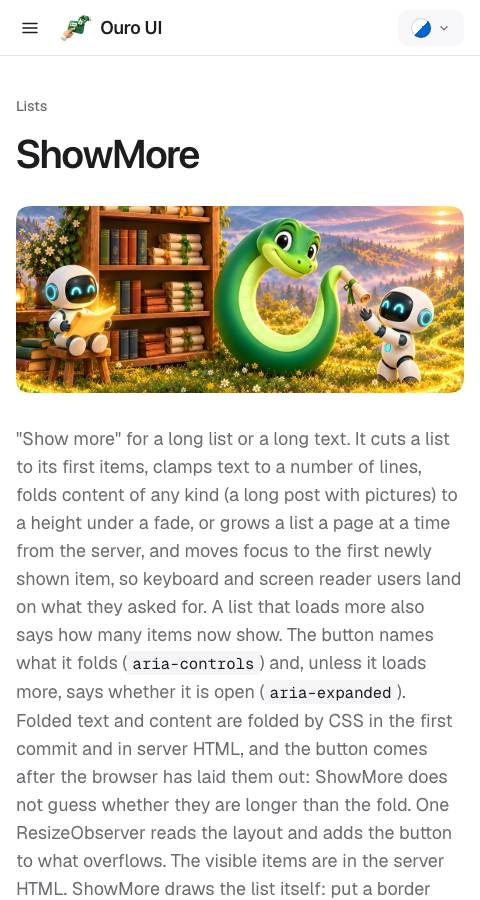 Ouro UI
Lists
ShowMore
"Show more" for a long list or a long text. It cuts a list
to its first items, clamps text to a number of lines,
folds content of any kind (a long post with pictures) to
a height under a fade, or grows a list a page at a time
from the server, and moves focus to the first newly
shown item, so keyboard and screen reader users land
on what they asked for. A list that loads more also
says how many items now show. The button names
what it folds (aria-controls) and, unless it loads
more, says whether it is open (aria-expanded).
Folded text and content are folded by CSS in the first
commit and in server HTML, and the button comes
after the browser has laid them out: ShowMore does
not guess whether they are longer than the fold. One
ResizeObserver reads the layout and adds the button
to what overflows. The visible items are in the server
HTML. ShowMore draws the list itself: put a border